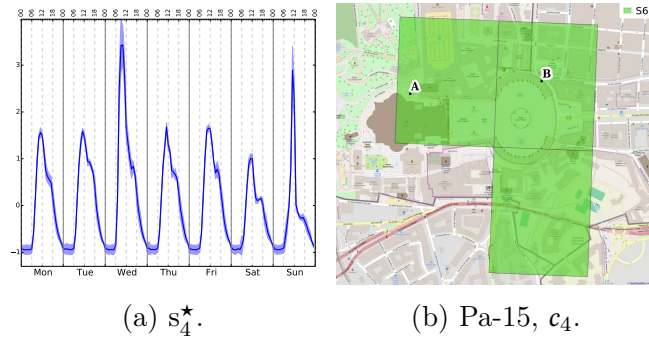 00 06 12 18 00 06 12 18 00 06 12 18 00 06 12 18 00 06 12 18 00 06 12 18 00 06 12 18 00
3
2
1
0
−1
Mon Tue Wed Thu Fri Sat Sun
S6
A
B
(a) s₄★.
(b) Pa-15, c₄.